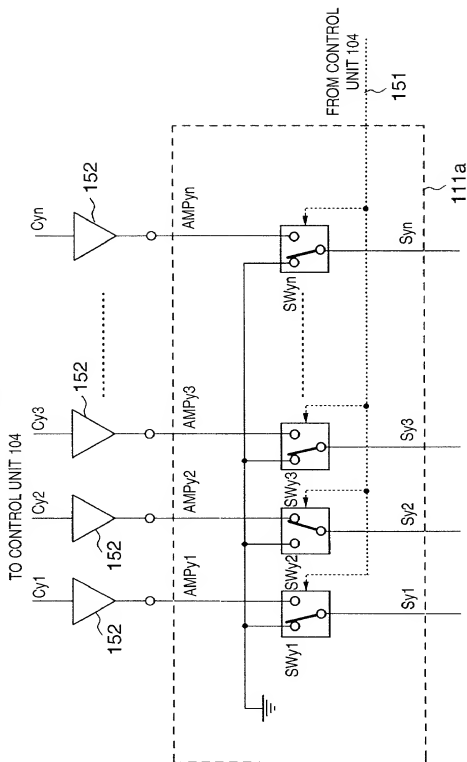 TO CONTROL UNIT 104
Cy1
Cy2
Cy3
Cyn
152
152
152
152
AMPy1
AMPy2
AMPy3
AMPyn
FROM CONTROL
UNIT 104
151
SWy1
SWy2
SWy3
SWyn
Sy1
Sy2
Sy3
Syn
111a